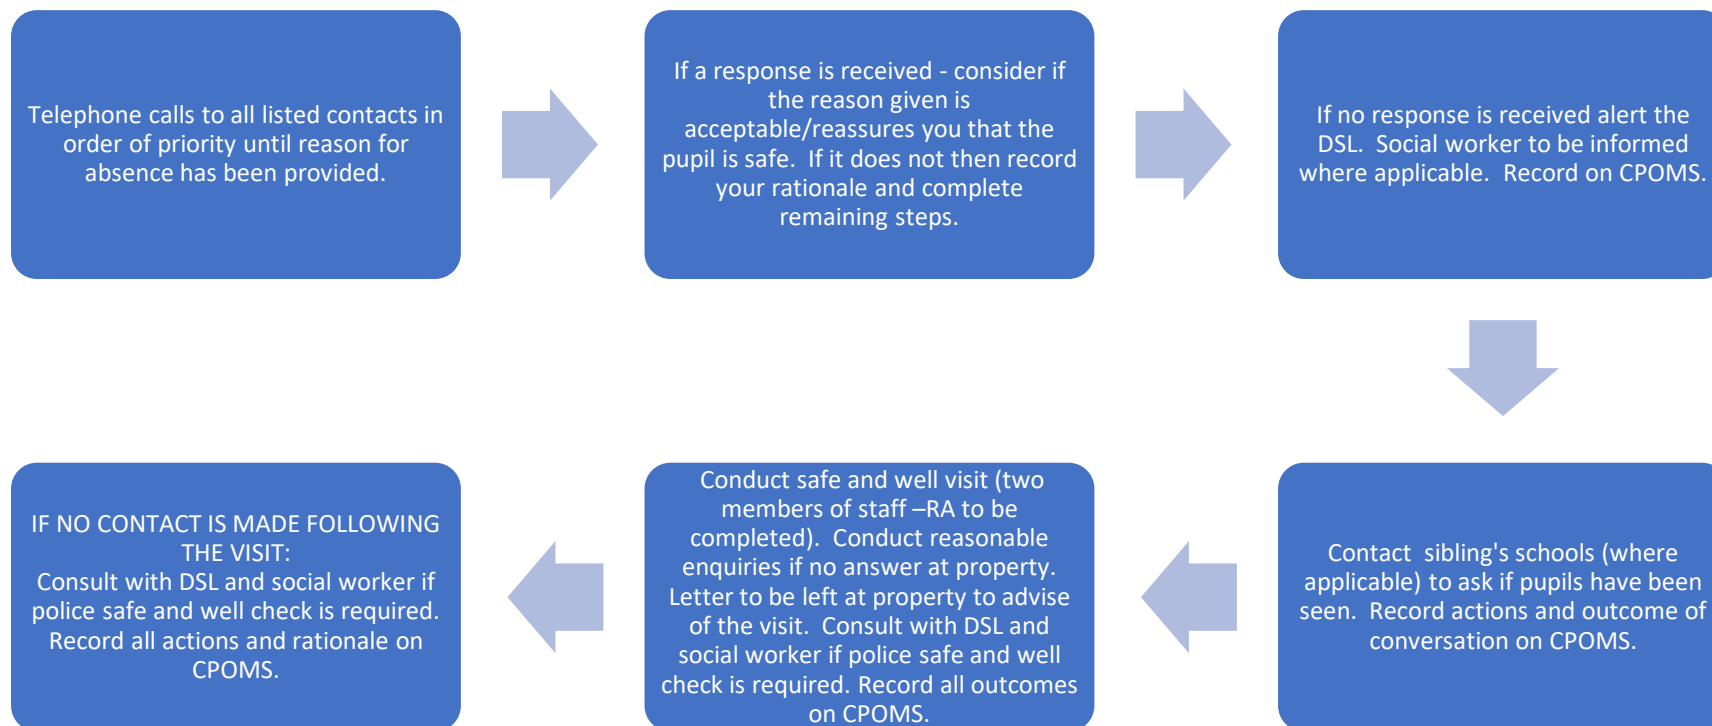 Telephone calls to all listed contacts in
order of priority until reason for
absence has been provided.
If a response is received - consider if
the reason given is
acceptable/reassures you that the
pupil is safe.  If it does not then record
your rationale and complete
remaining steps.
If no response is received alert the
DSL.  Social worker to be informed
where applicable.  Record on CPOMS.
Contact  sibling's schools (where
applicable) to ask if pupils have been
seen.  Record actions and outcome of
conversation on CPOMS.
Conduct safe and well visit (two
members of staff –RA to be
completed).  Conduct reasonable
enquiries if no answer at property.
Letter to be left at property to advise
of the visit.  Consult with DSL and
social worker if police safe and well
check is required. Record all outcomes
on CPOMS.
IF NO CONTACT IS MADE FOLLOWING
THE VISIT:
Consult with DSL and social worker if
police safe and well check is required.
Record all actions and rationale on
CPOMS.